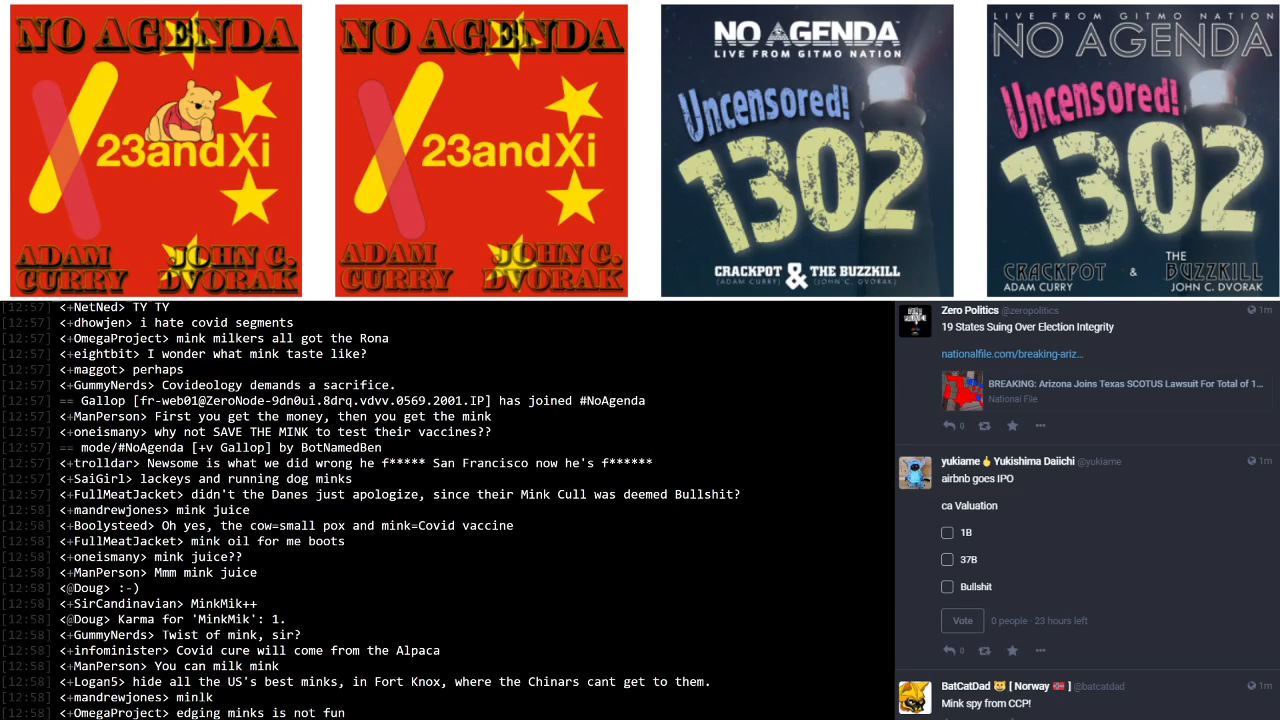 NO AGENDA
23andXi
ADAM CURRY
JOHN C. DVORAK
NO AGENDA
23andXi
ADAM CURRY
JOHN C. DVORAK
NO AGENDA™
LIVE FROM GITMO NATION
Uncensored!
1302
CRACKPOT & THE BUZZKILL
[ADAM CURRY] [JOHN C. DVORAK]
LIVE FROM GITMO NATION
NO AGENDA
Uncensored!
1302
CRACKPOT & THE BUZZKILL
ADAM CURRY JOHN C. DVORAK
[12:57] <+NetNed> TY TY
[12:57] <+dhowjen> i hate covid segments
[12:57] <+OmegaProject> mink milkers all got the Rona
[12:57] <+eightbit> I wonder what mink taste like?
[12:57] <+maggot> perhaps
[12:57] <+GummyNerds> Covideology demands a sacrifice.
[12:57] == Gallop [fr-web01@ZeroNode-9dn0ui.8drq.vdvv.0569.2001.IP] has joined #NoAgenda
[12:57] <+ManPerson> First you get the money, then you get the mink
[12:57] <+oneismany> why not SAVE THE MINK to test their vaccines??
[12:57] == mode/#NoAgenda [+v Gallop] by BotNamedBen
[12:57] <+trolldar> Newsome is what we did wrong he f***** San Francisco now he's f******
[12:58] <+SaiGirl> lackeys and running dog minks
[12:58] <+FullMeatJacket> didn't the Danes just apologize, since their Mink Cull was deemed Bullshit?
[12:58] <+mandrewjones> mink juice
[12:58] <+Boolysteed> Oh yes, the cow=small pox and mink=Covid vaccine
[12:58] <+FullMeatJacket> mink oil for me boots
[12:58] <+oneismany> mink juice??
[12:58] <+ManPerson> Mmm mink juice
[12:58] <@Doug> :-)
[12:58] <+SirCandinavian> MinkMik++
[12:58] <@Doug> Karma for 'MinkMik': 1.
[12:58] <+GummyNerds> Twist of mink, sir?
[12:58] <+infominister> Covid cure will come from the Alpaca
[12:58] <+ManPerson> You can milk mink
[12:58] <+Logan5> hide all the US's best minks, in Fort Knox, where the Chinars cant get to them.
[12:58] <+mandrewjones> minlk
[12:58] <+OmegaProject> edging minks is not fun
Zero Politics @zeropolitics 1m
19 States Suing Over Election Integrity
nationalfile.com/breaking-ariz...
BREAKING: Arizona Joins Texas SCOTUS Lawsuit For Total of 1...
National File
0
yukiame Yukishima Daiichi @yukiame 1m
airbnb goes IPO
ca Valuation
1B
37B
Bullshit
Vote 0 people · 23 hours left
0
BatCatDad [ Norway ] @batcatdad 1m
Mink spy from CCP!